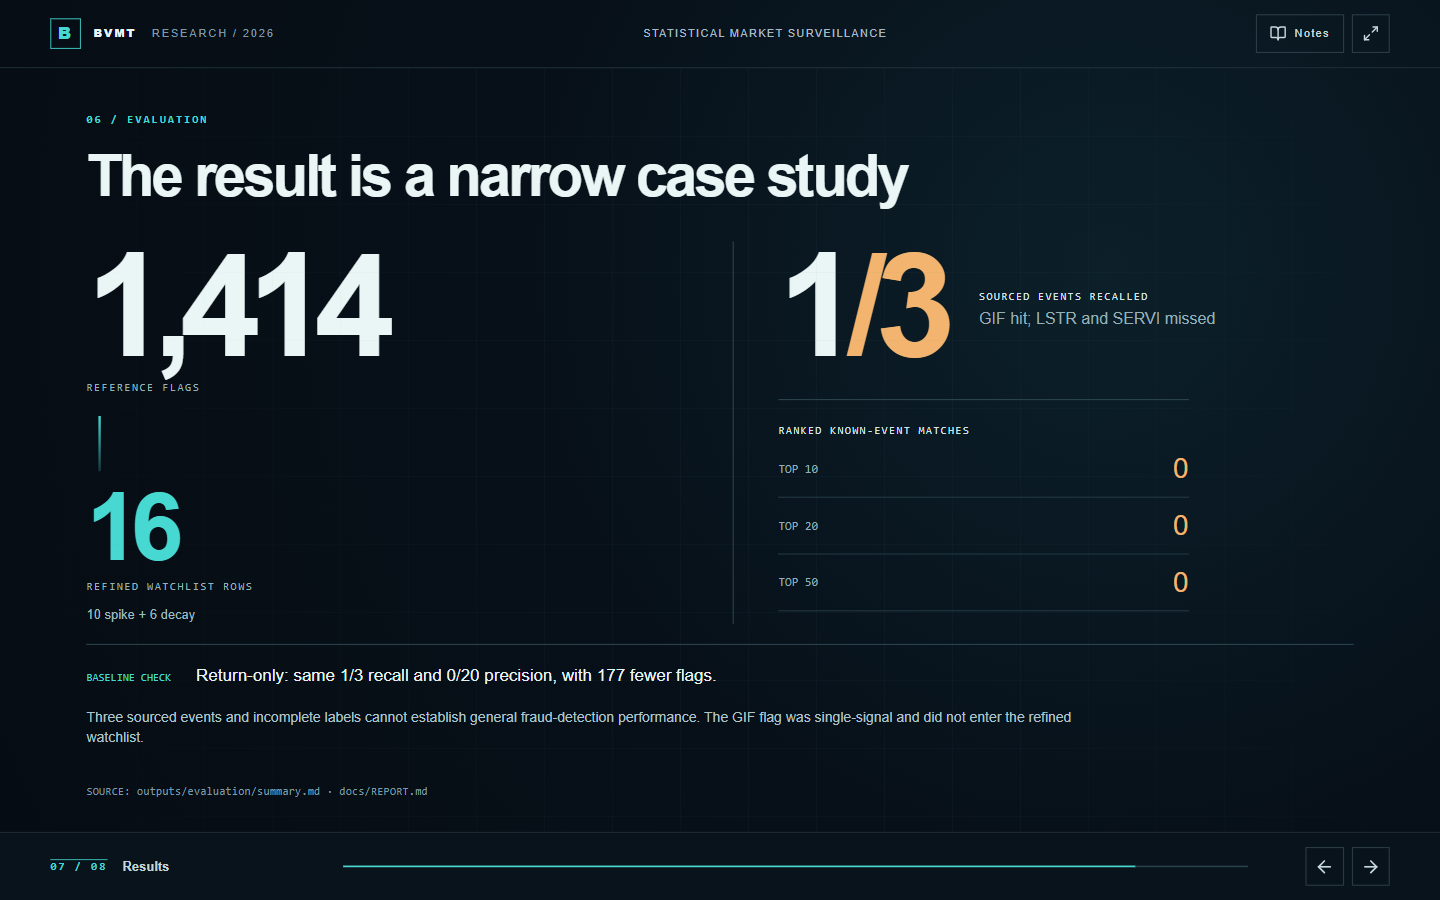 B BVMT RESEARCH / 2026
STATISTICAL MARKET SURVEILLANCE
Notes
06 / EVALUATION
The result is a narrow case study
1,414
REFERENCE FLAGS
16
REFINED WATCHLIST ROWS
10 spike + 6 decay
1/3
SOURCED EVENTS RECALLED
GIF hit; LSTR and SERVI missed
RANKED KNOWN-EVENT MATCHES
TOP 10 0
TOP 20 0
TOP 50 0
BASELINE CHECK Return-only: same 1/3 recall and 0/20 precision, with 177 fewer flags.
Three sourced events and incomplete labels cannot establish general fraud-detection performance. The GIF flag was single-signal and did not enter the refined
watchlist.
SOURCE: outputs/evaluation/summary.md · docs/REPORT.md
07 / 08 Results